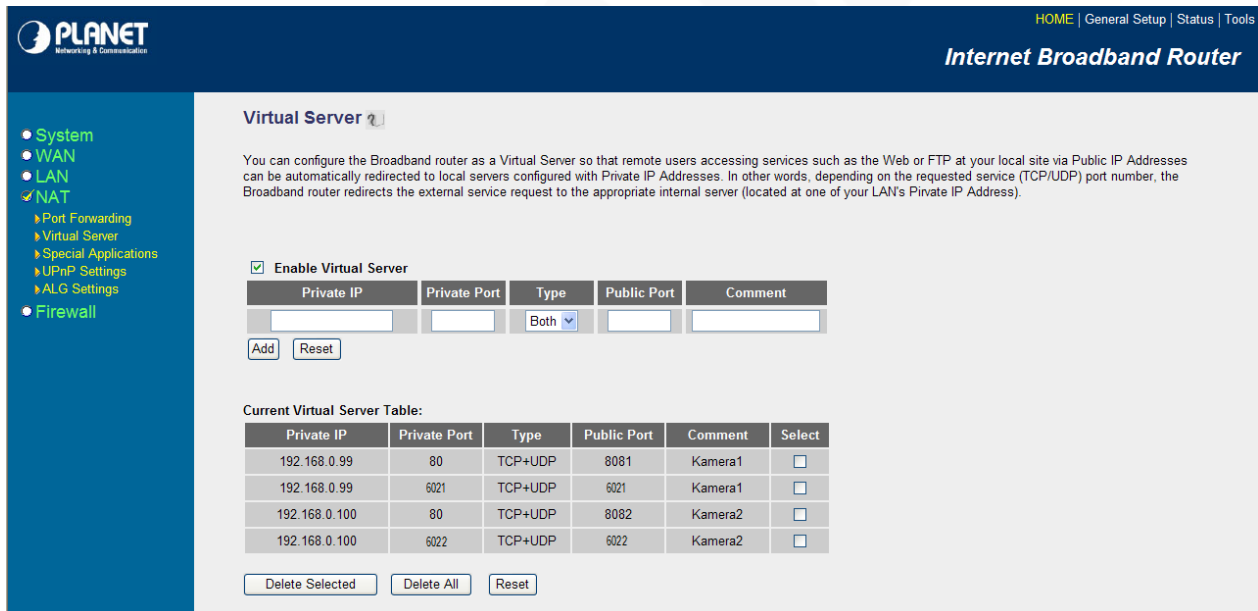 PLANET
Networking & Communication
HOME | General Setup | Status | Tools
Internet Broadband Router
System
WAN
LAN
NAT
Port Forwarding
Virtual Server
Special Applications
UPnP Settings
ALG Settings
Firewall
Virtual Server
You can configure the Broadband router as a Virtual Server so that remote users accessing services such as the Web or FTP at your local site via Public IP Addresses
can be automatically redirected to local servers configured with Private IP Addresses. In other words, depending on the requested service (TCP/UDP) port number, the
Broadband router redirects the external service request to the appropriate internal server (located at one of your LAN's Pirvate IP Address).
Enable Virtual Server
Private IP Private Port Type Public Port Comment
Both
Add Reset
Current Virtual Server Table:
Private IP Private Port Type Public Port Comment Select
192.168.0.99 80 TCP+UDP 8081 Kamera1
192.168.0.99 6021 TCP+UDP 6021 Kamera1
192.168.0.100 80 TCP+UDP 8082 Kamera2
192.168.0.100 6022 TCP+UDP 6022 Kamera2
Delete Selected Delete All Reset